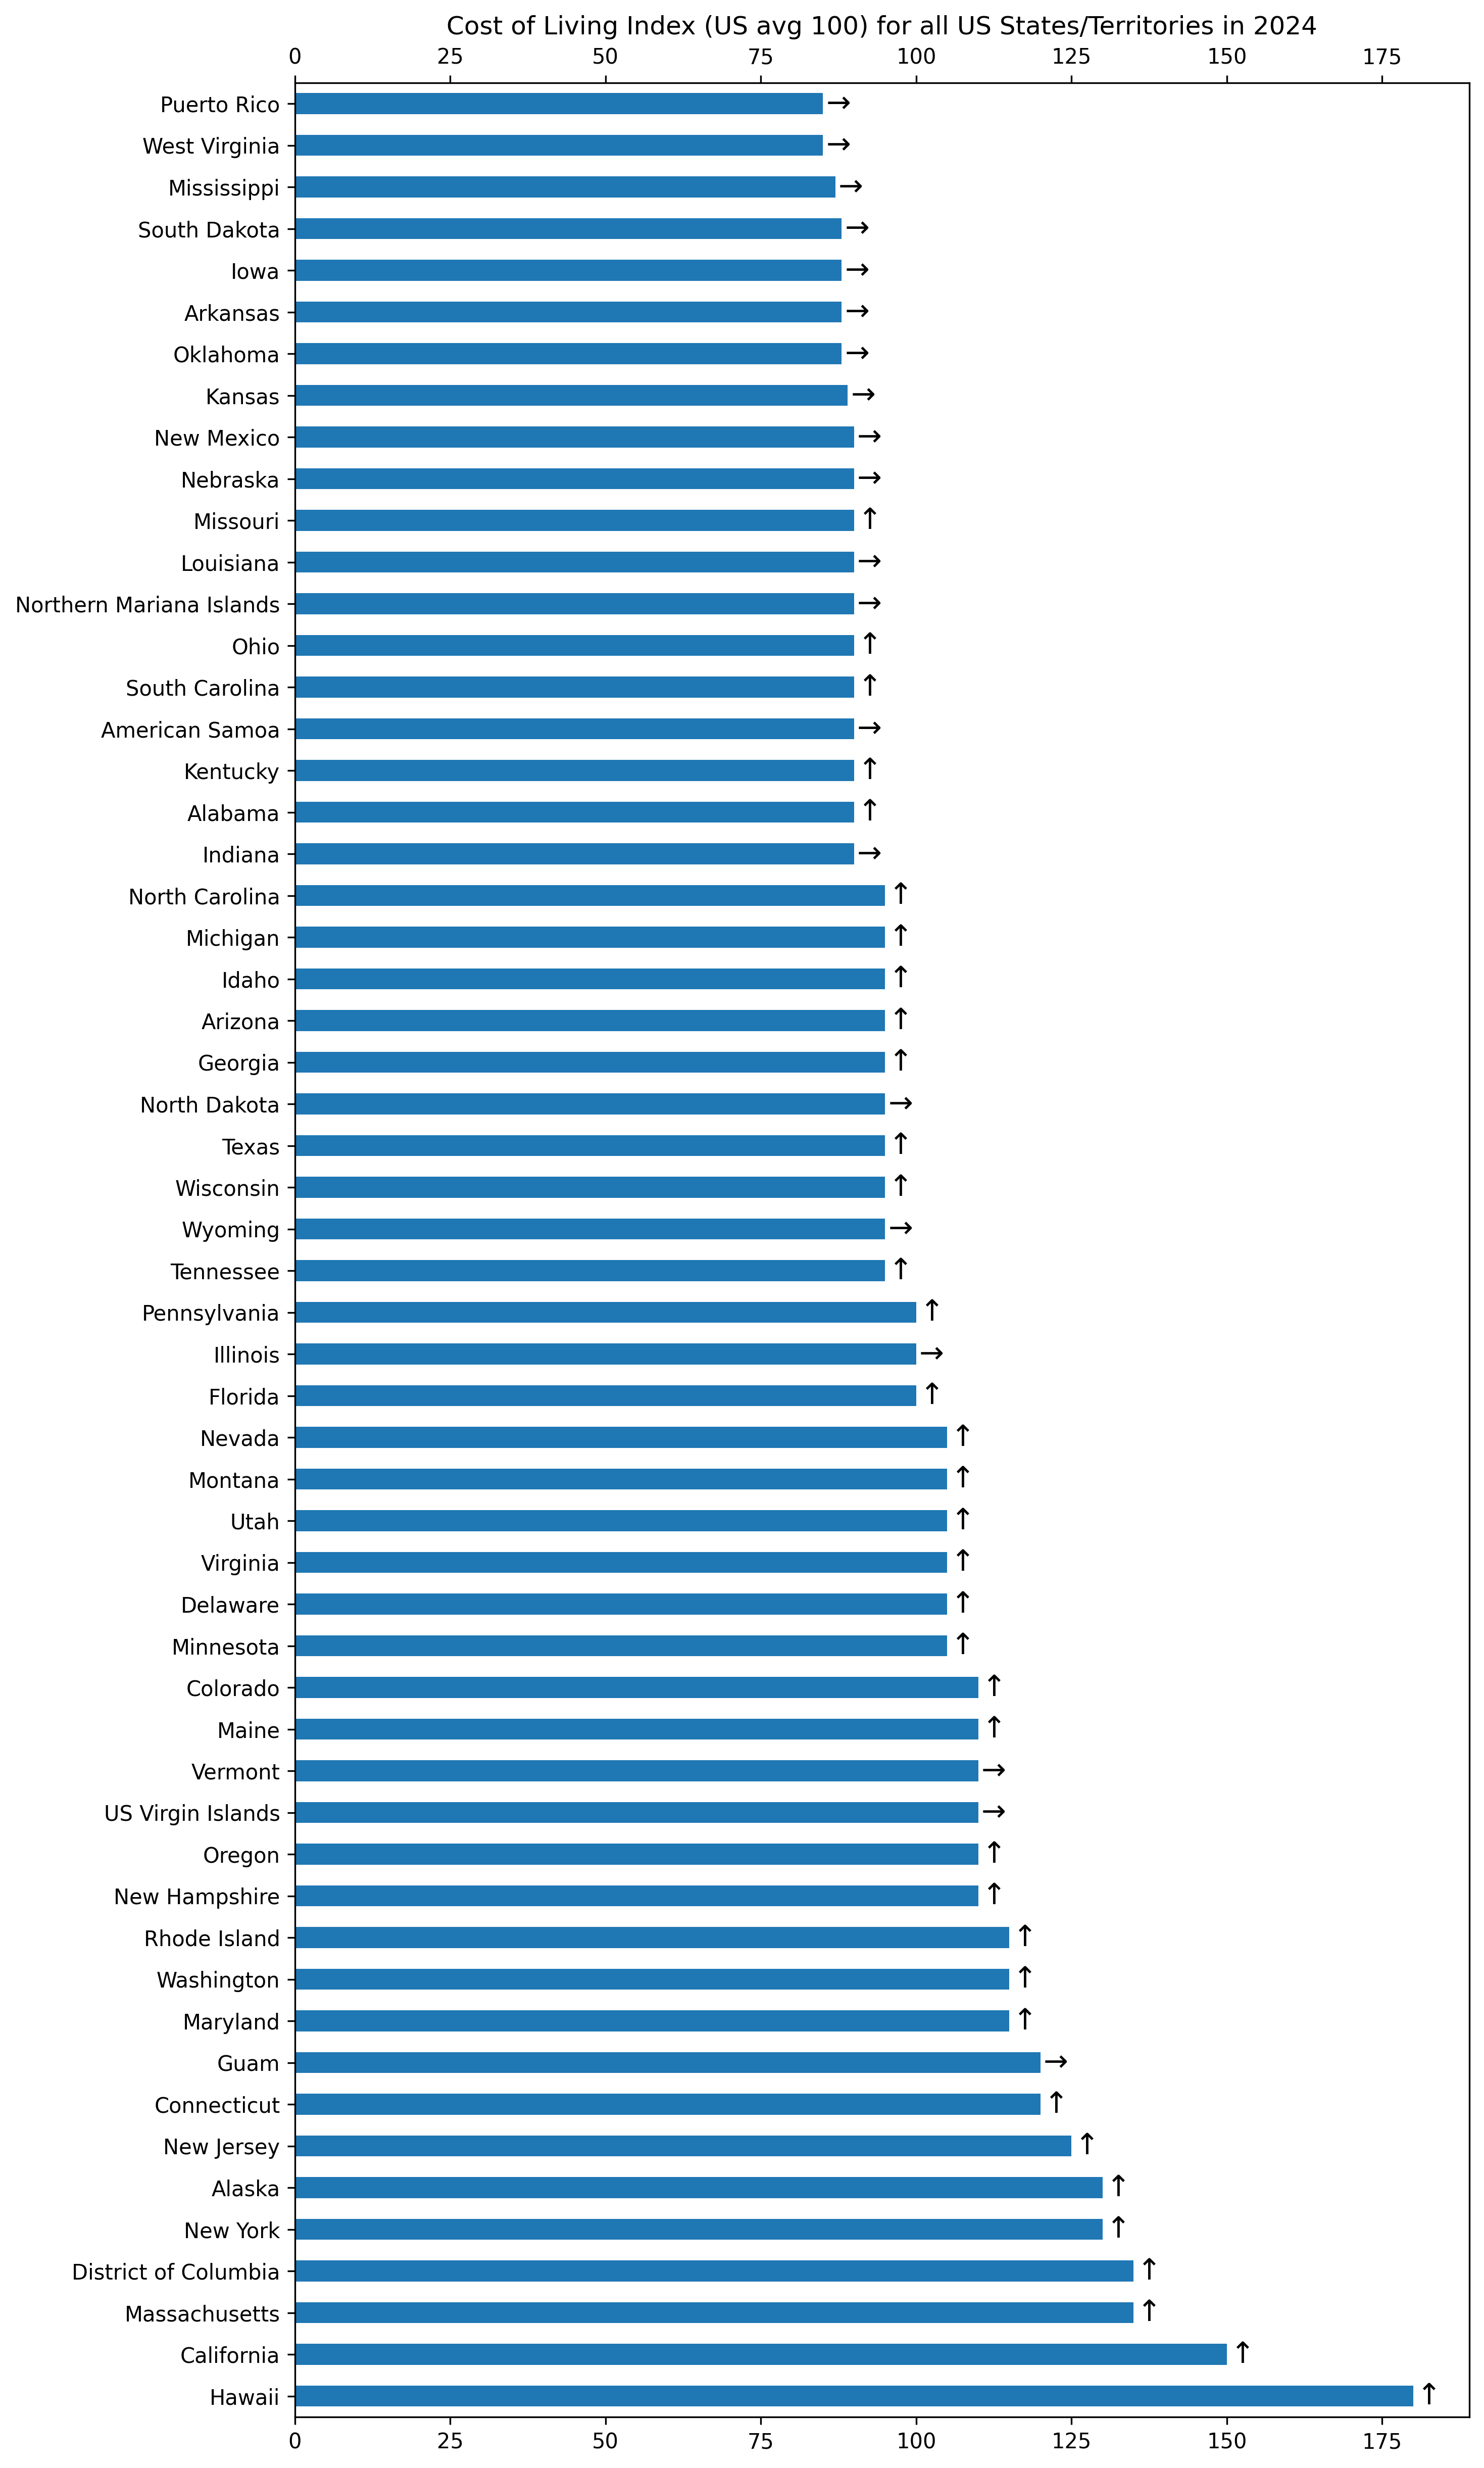 Cost of Living Index (US avg 100) for all US States/Territories in 2024
0 25 50 75 100 125 150 175
Puerto Rico →
West Virginia →
Mississippi →
South Dakota →
Iowa →
Arkansas →
Oklahoma →
Kansas →
New Mexico →
Nebraska →
Missouri ↑
Louisiana →
Northern Mariana Islands →
Ohio ↑
South Carolina ↑
American Samoa →
Kentucky ↑
Alabama ↑
Indiana →
North Carolina ↑
Michigan ↑
Idaho ↑
Arizona ↑
Georgia ↑
North Dakota →
Texas ↑
Wisconsin ↑
Wyoming →
Tennessee ↑
Pennsylvania ↑
Illinois →
Florida ↑
Nevada ↑
Montana ↑
Utah ↑
Virginia ↑
Delaware ↑
Minnesota ↑
Colorado ↑
Maine ↑
Vermont →
US Virgin Islands →
Oregon ↑
New Hampshire ↑
Rhode Island ↑
Washington ↑
Maryland ↑
Guam →
Connecticut ↑
New Jersey ↑
Alaska ↑
New York ↑
District of Columbia ↑
Massachusetts ↑
California ↑
Hawaii ↑
0 25 50 75 100 125 150 175